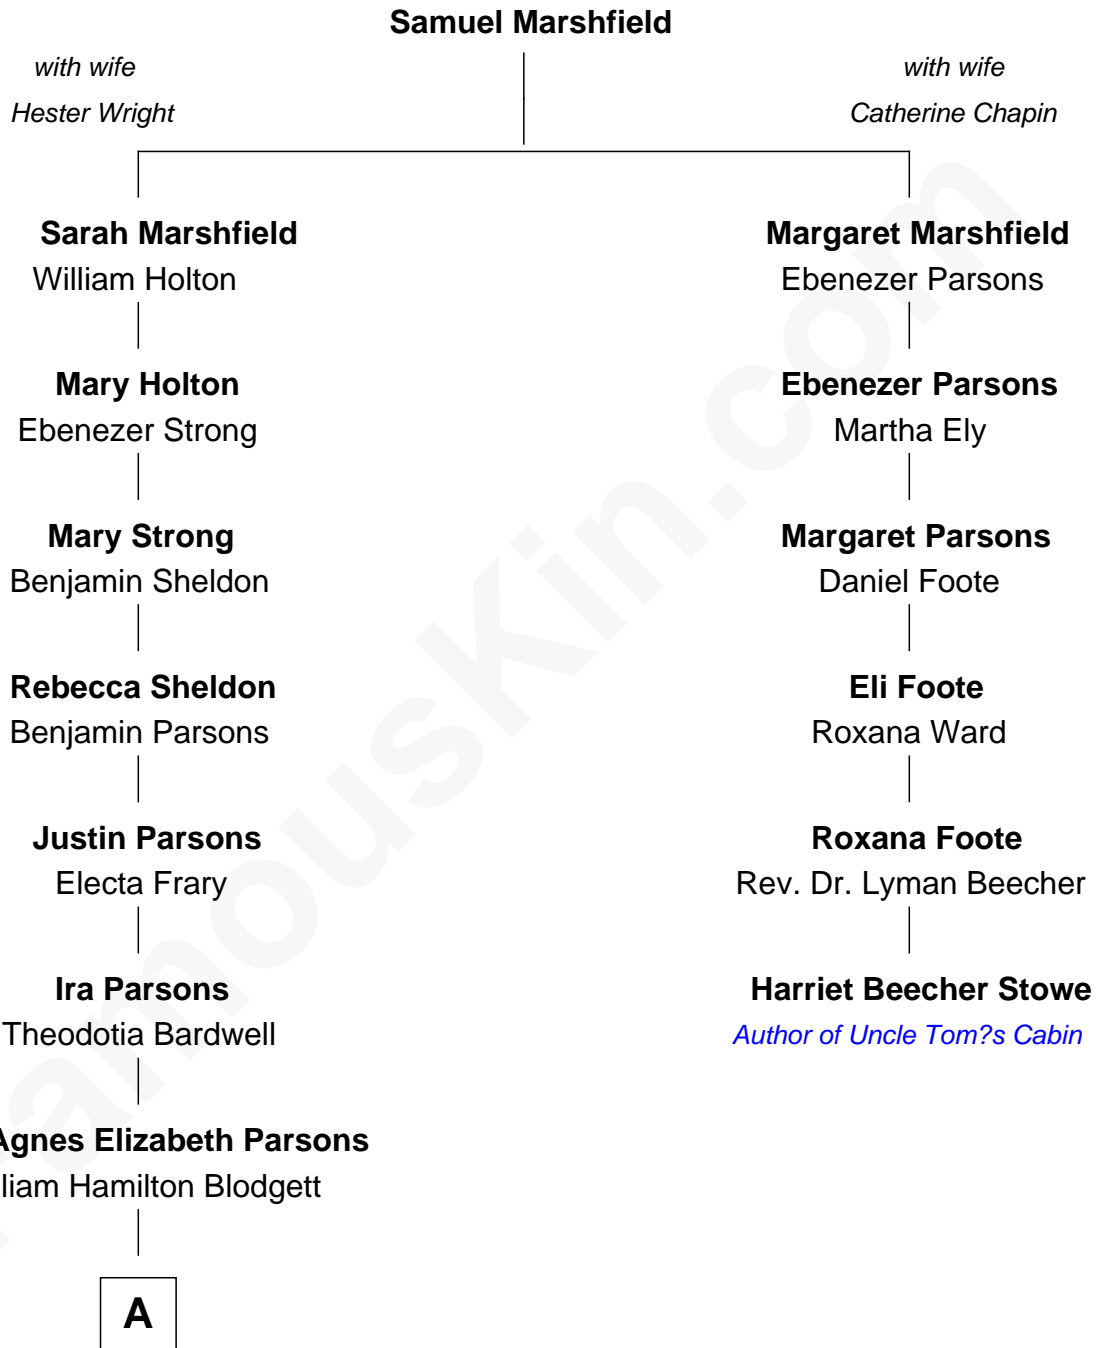 Samuel Marshfield
with wife
Hester Wright
with wife
Catherine Chapin
Sarah Marshfield
William Holton
Margaret Marshfield
Ebenezer Parsons
Mary Holton
Ebenezer Strong
Ebenezer Parsons
Martha Ely
Mary Strong
Benjamin Sheldon
Margaret Parsons
Daniel Foote
Rebecca Sheldon
Benjamin Parsons
Eli Foote
Roxana Ward
Justin Parsons
Electa Frary
Roxana Foote
Rev. Dr. Lyman Beecher
Ira Parsons
Theodotia Bardwell
Harriet Beecher Stowe
Author of Uncle Tom?s Cabin
Agnes Elizabeth Parsons
liam Hamilton Blodgett
A
FamousKin.com